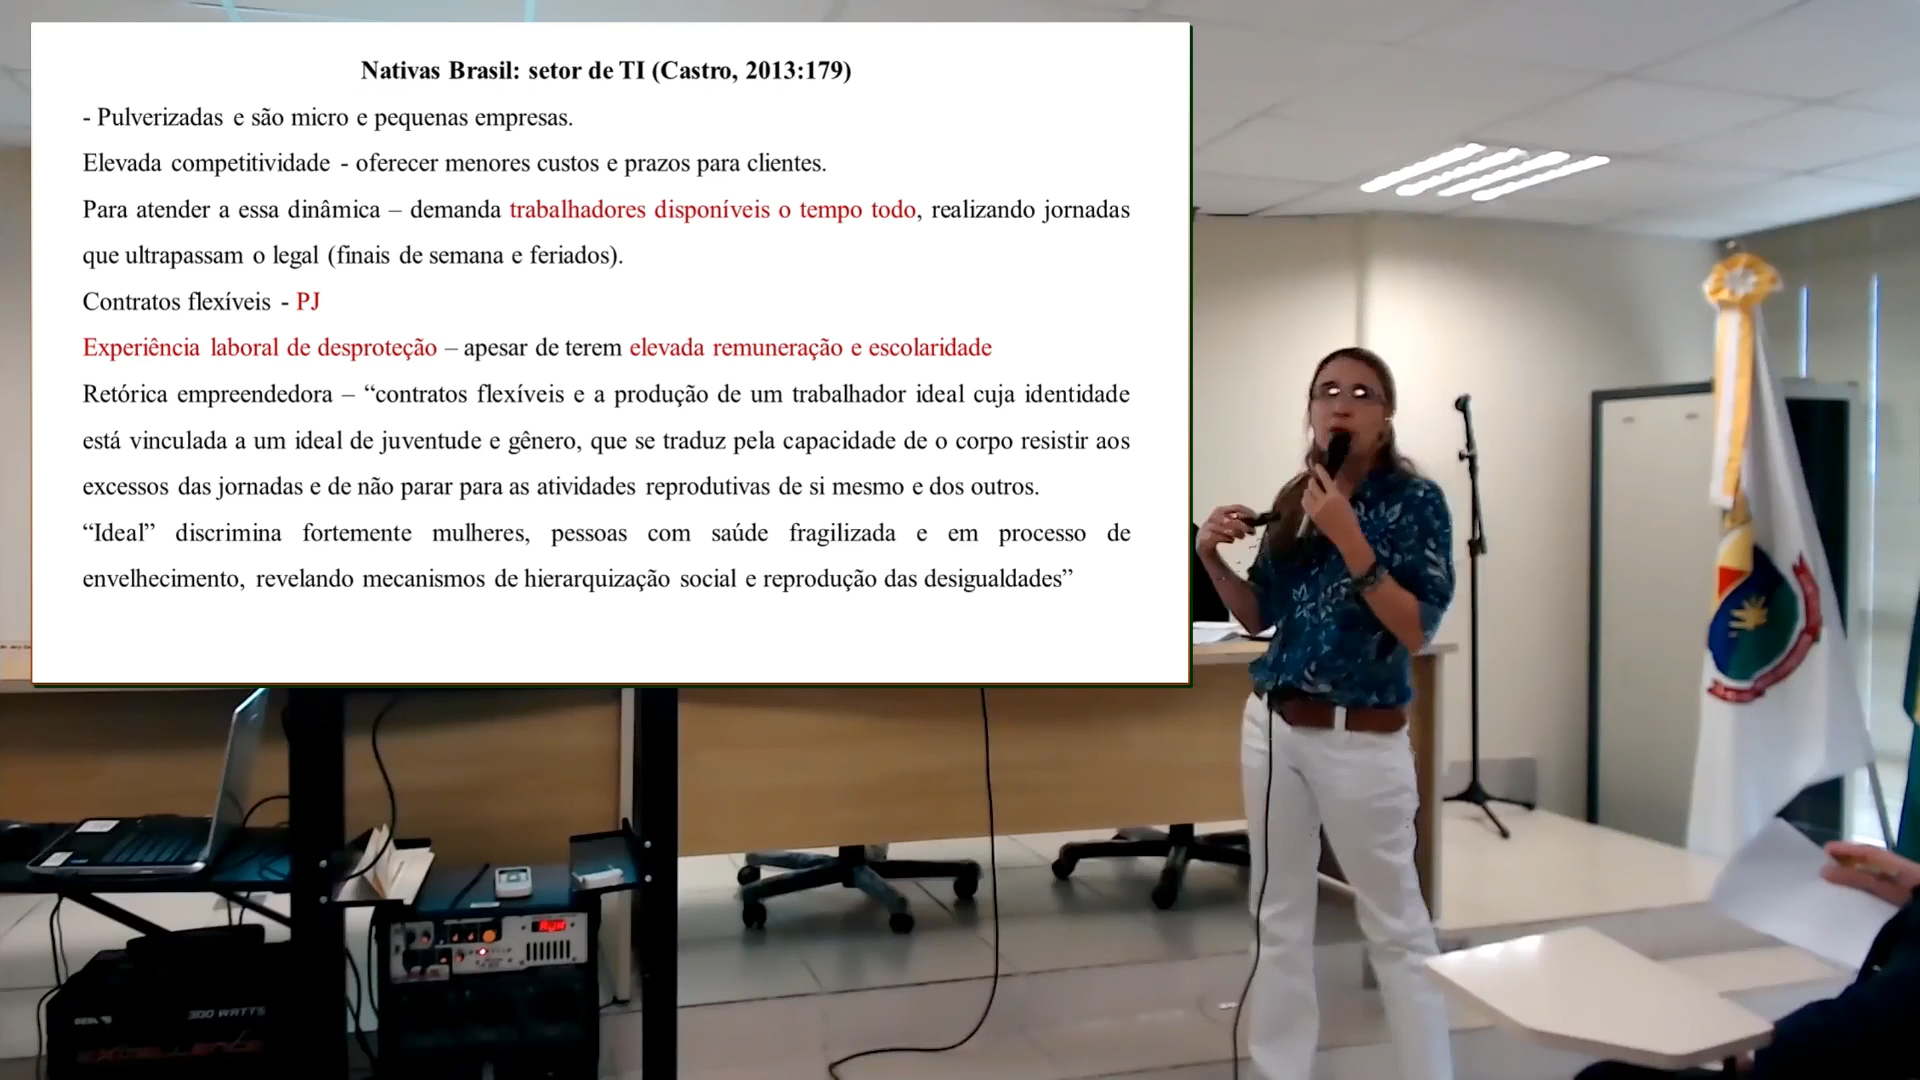 Nativas Brasil: setor de TI (Castro, 2013:179)
- Pulverizadas e são micro e pequenas empresas.
Elevada competitividade - oferecer menores custos e prazos para clientes.
Para atender a essa dinâmica – demanda trabalhadores disponíveis o tempo todo, realizando jornadas
que ultrapassam o legal (finais de semana e feriados).
Contratos flexíveis - PJ
Experiência laboral de desproteção – apesar de terem elevada remuneração e escolaridade
Retórica empreendedora – “contratos flexíveis e a produção de um trabalhador ideal cuja identidade
está vinculada a um ideal de juventude e gênero, que se traduz pela capacidade de o corpo resistir aos
excessos das jornadas e de não parar para as atividades reprodutivas de si mesmo e dos outros.
“Ideal” discrimina fortemente mulheres, pessoas com saúde fragilizada e em processo de
envelhecimento, revelando mecanismos de hierarquização social e reprodução das desigualdades”
300 WATTS